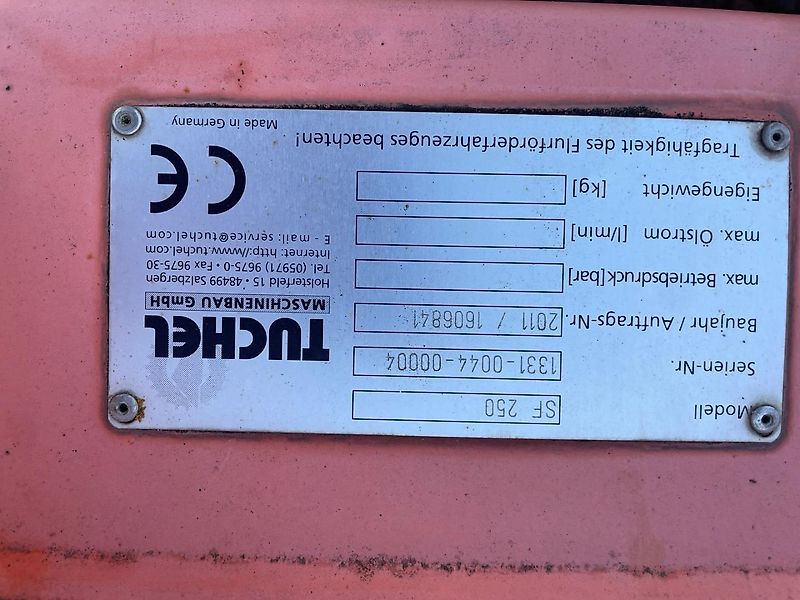 Modell SF 250
Serien-Nr. 1331-0044-00004
Baujahr / Auftrags-Nr. 2011 / 1606841
max. Betriebsdruck[bar]
max. Ölstrom [l/min]
Eigengewicht [kg]
Tragfähigkeit des Flurförderfahrzeuges beachten!
TUCHEL
MASCHINENBAU GmbH
Holsterfeld 15 • 48499 Salzbergen
Tel. (05971) 9675-0 • Fax 9675-30
Internet: http://www.tuchel.com
E - mail: service@tuchel.com
CE
Made in Germany